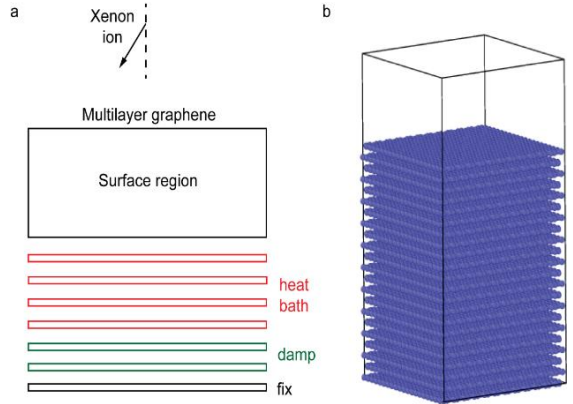 a
Xenon
ion
Multilayer graphene
Surface region
heat
bath
damp
fix
b